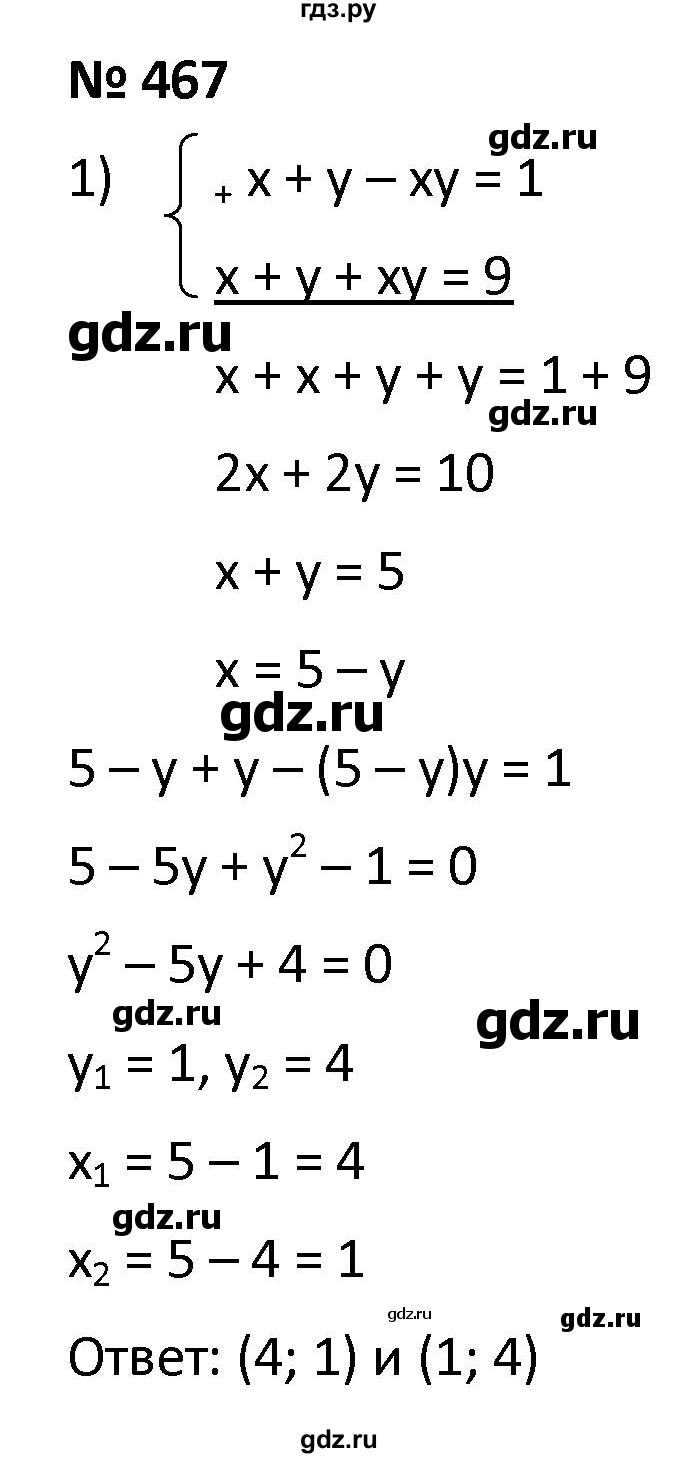 гдз.ру
№ 467
gdz.ru
1) + x + y – xy = 1
x + y + xy = 9
gdz.ru
x + x + y + y = 1 + 9
gdz.ru
2x + 2y = 10
x + y = 5
x = 5 – y
gdz.ru
5 – y + y – (5 – y)y = 1
5 – 5y + y² – 1 = 0
y² – 5y + 4 = 0
gdz.ru gdz.ru
y₁ = 1, y₂ = 4
x₁ = 5 – 1 = 4
gdz.ru
x₂ = 5 – 4 = 1
gdz.ru gdz.ru
Ответ: (4; 1) и (1; 4)
gdz.ru